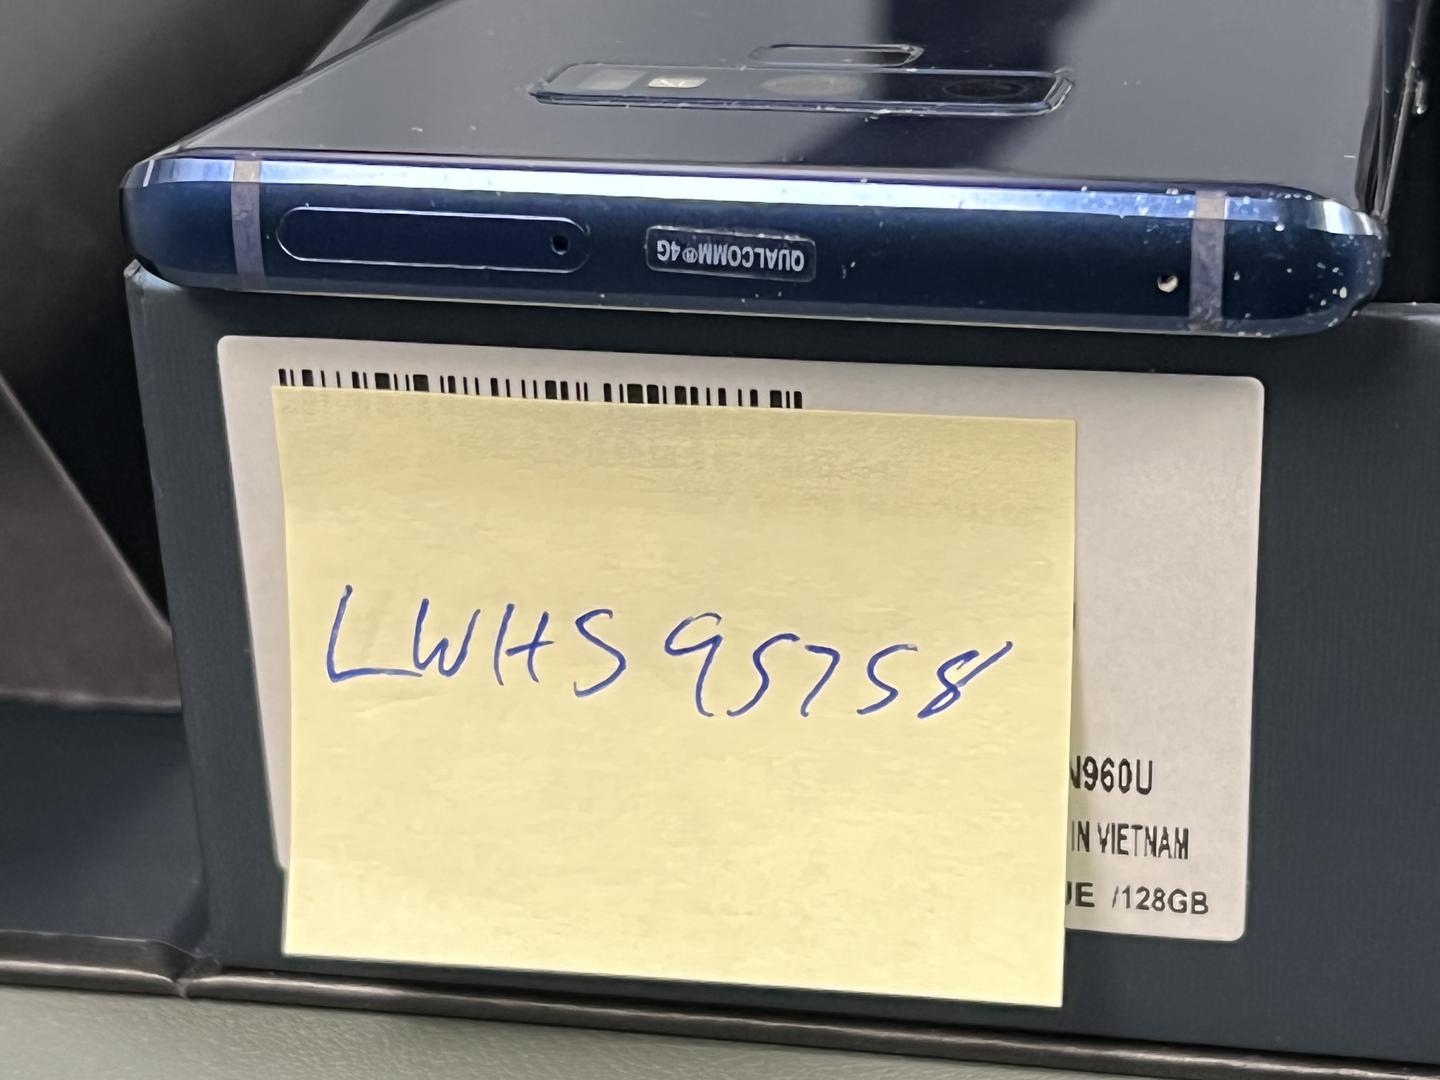 QUALCOMM® 4G
LWHS95758
N960U
IN VIETNAM
UE /128GB